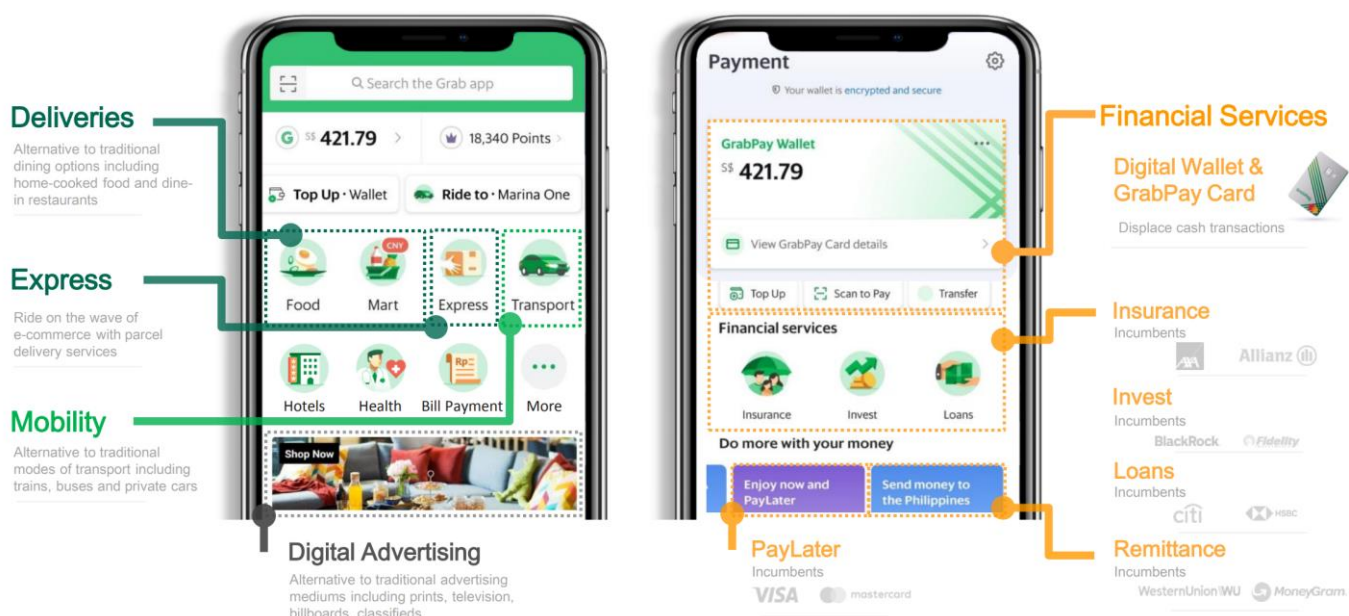 Deliveries
Alternative to traditional
dining options including
home-cooked food and dine-
in restaurants
Express
Ride on the wave of
e-commerce with parcel
delivery services
Mobility
Alternative to traditional
modes of transport including
trains, buses and private cars
Search the Grab app
G S$ 421.79 >
18,340 Points >
Top Up · Wallet
Ride to · Marina One
CNY
Food
Mart
Express
Transport
Rp
Hotels
Health
Bill Payment
More
Shop Now
Digital Advertising
Alternative to traditional advertising
mediums including prints, television,
billboards, classifieds
Payment
Your wallet is encrypted and secure
GrabPay Wallet
S$ 421.79
View GrabPay Card details >
Top Up
Scan to Pay
Transfer
Financial services
Insurance
Invest
Loans
Do more with your money
Enjoy now and
PayLater
Send money to
the Philippines
PayLater
Incumbents
VISA
mastercard
Financial Services
Digital Wallet &
GrabPay Card
Displace cash transactions
Insurance
Incumbents
AXA
Allianz
Invest
Incumbents
BlackRock
Fidelity
Loans
Incumbents
citi
HSBC
Remittance
Incumbents
WesternUnion\WU
MoneyGram